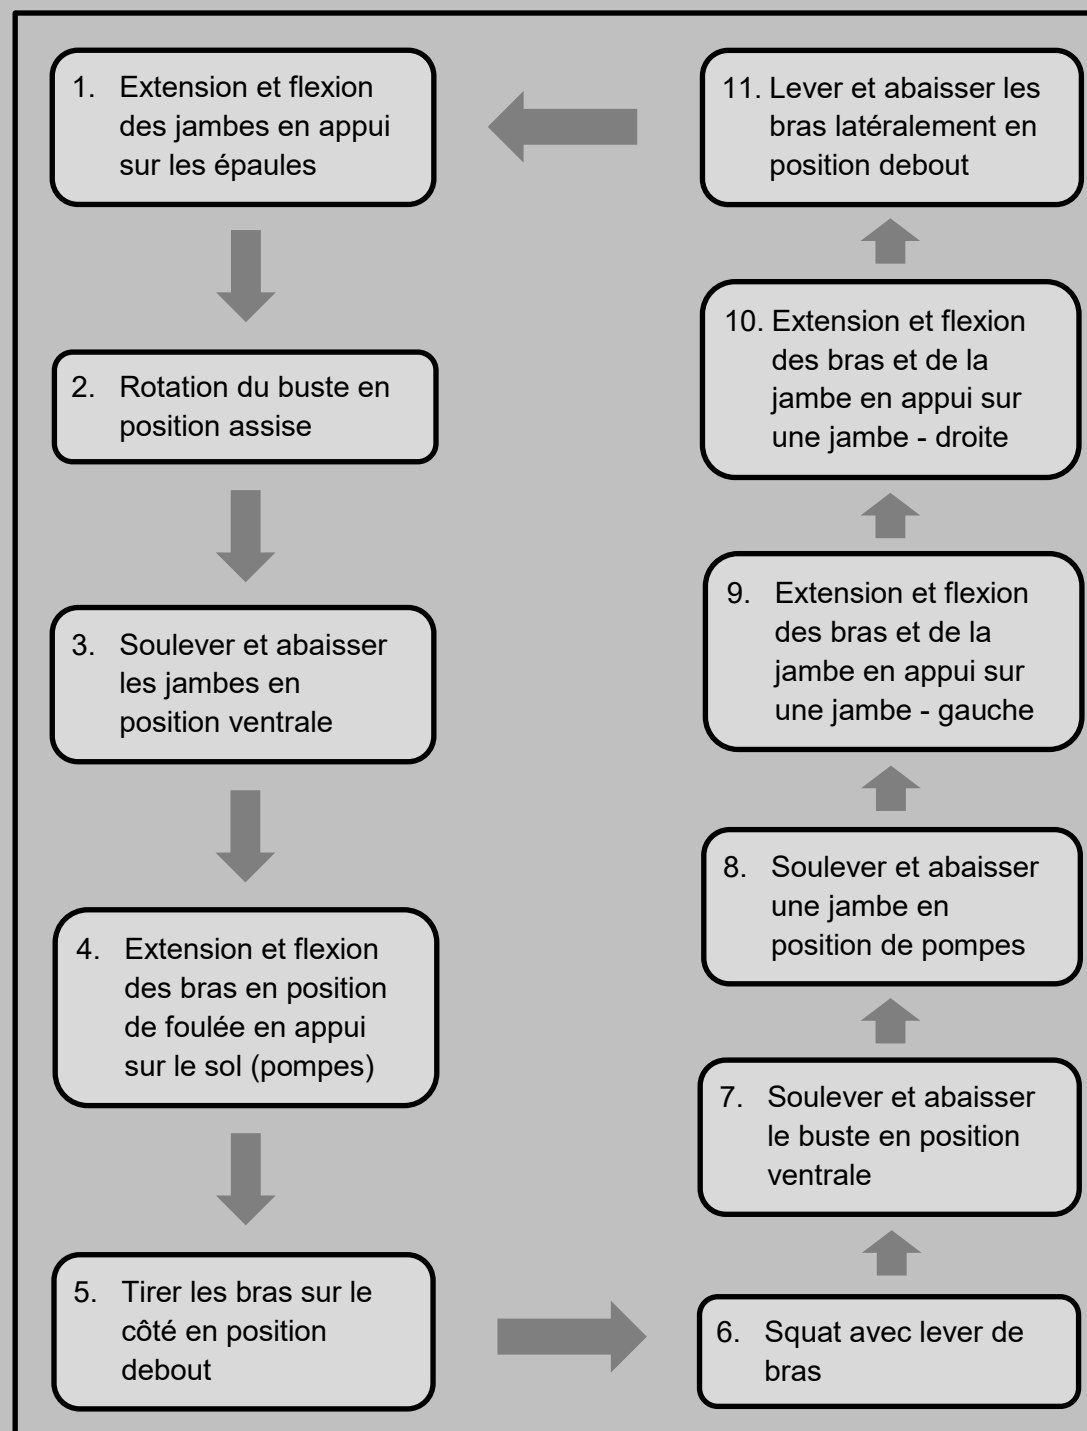 1. Extension et flexion
des jambes en appui
sur les épaules
2. Rotation du buste en
position assise
3. Soulever et abaisser
les jambes en
position ventrale
4. Extension et flexion
des bras en position
de foulée en appui
sur le sol (pompes)
5. Tirer les bras sur le
côté en position
debout
6. Squat avec lever de
bras
7. Soulever et abaisser
le buste en position
ventrale
8. Soulever et abaisser
une jambe en
position de pompes
9. Extension et flexion
des bras et de la
jambe en appui sur
une jambe - gauche
10. Extension et flexion
des bras et de la
jambe en appui sur
une jambe - droite
11. Lever et abaisser les
bras latéralement en
position debout